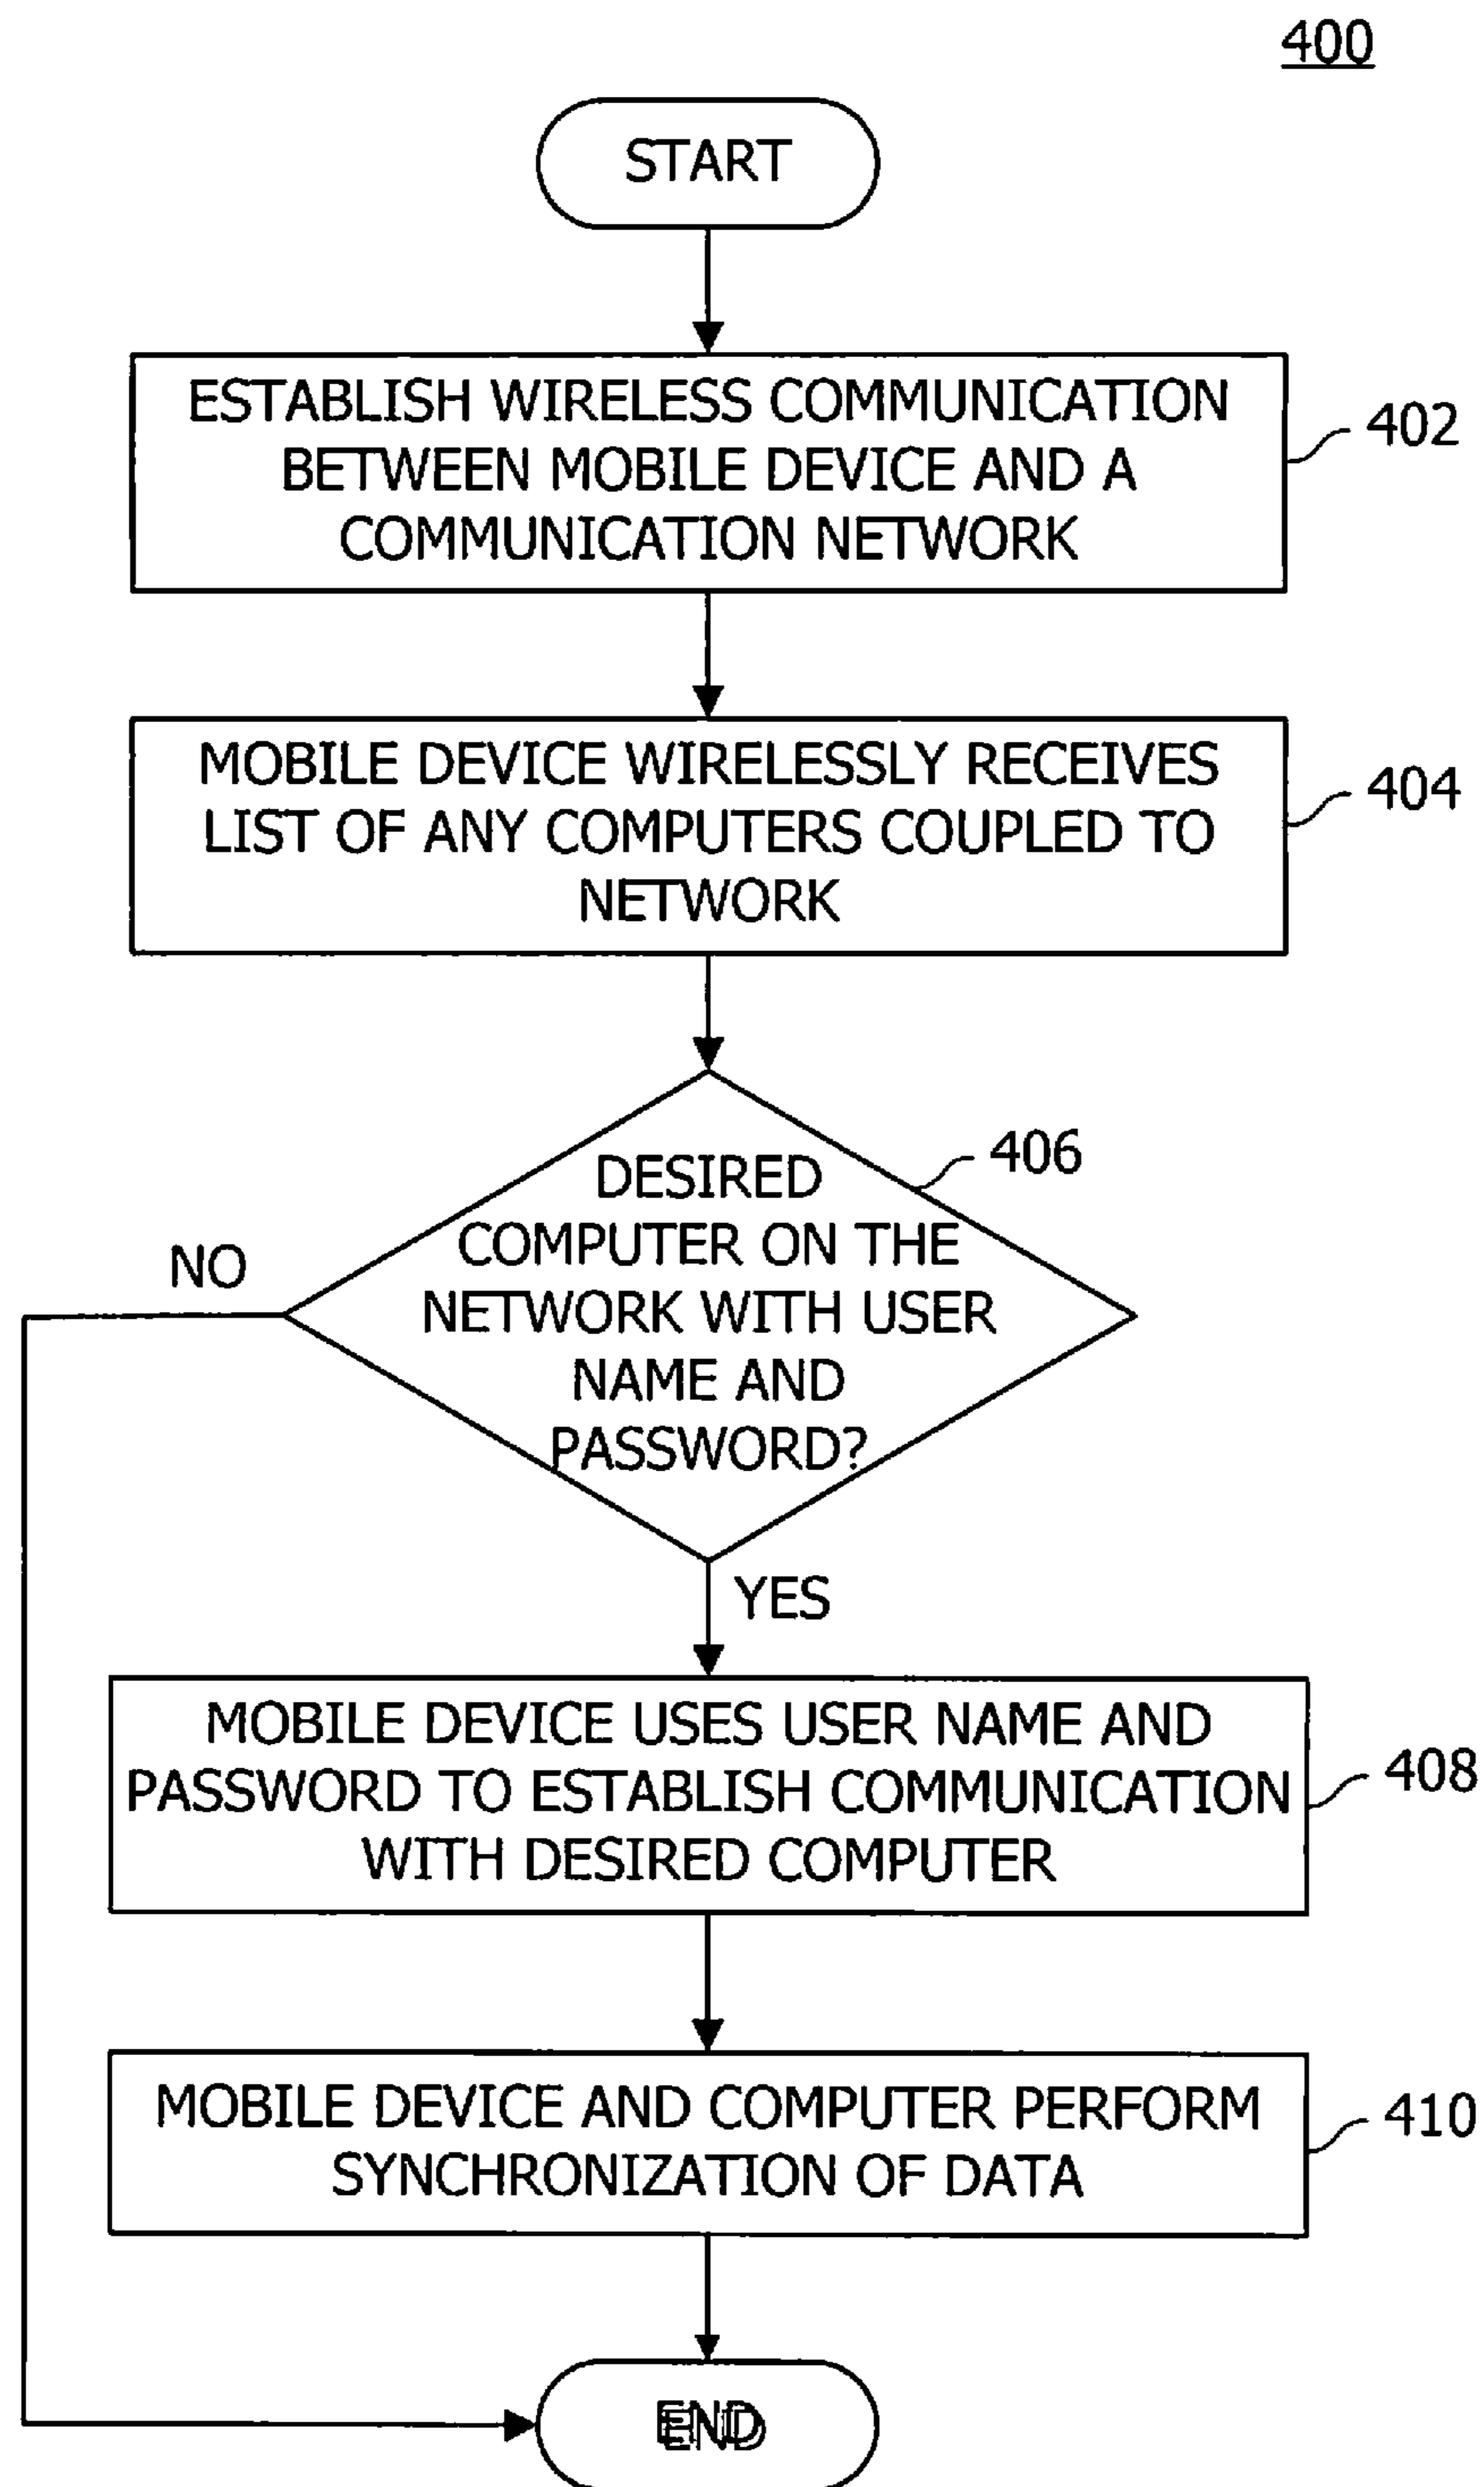 400
START
ESTABLISH WIRELESS COMMUNICATION
BETWEEN MOBILE DEVICE AND A
COMMUNICATION NETWORK
402
MOBILE DEVICE WIRELESSLY RECEIVES
LIST OF ANY COMPUTERS COUPLED TO
NETWORK
404
DESIRED
COMPUTER ON THE
NETWORK WITH USER
NAME AND
PASSWORD?
406
NO
YES
MOBILE DEVICE USES USER NAME AND
PASSWORD TO ESTABLISH COMMUNICATION
WITH DESIRED COMPUTER
408
MOBILE DEVICE AND COMPUTER PERFORM
SYNCHRONIZATION OF DATA
410
END